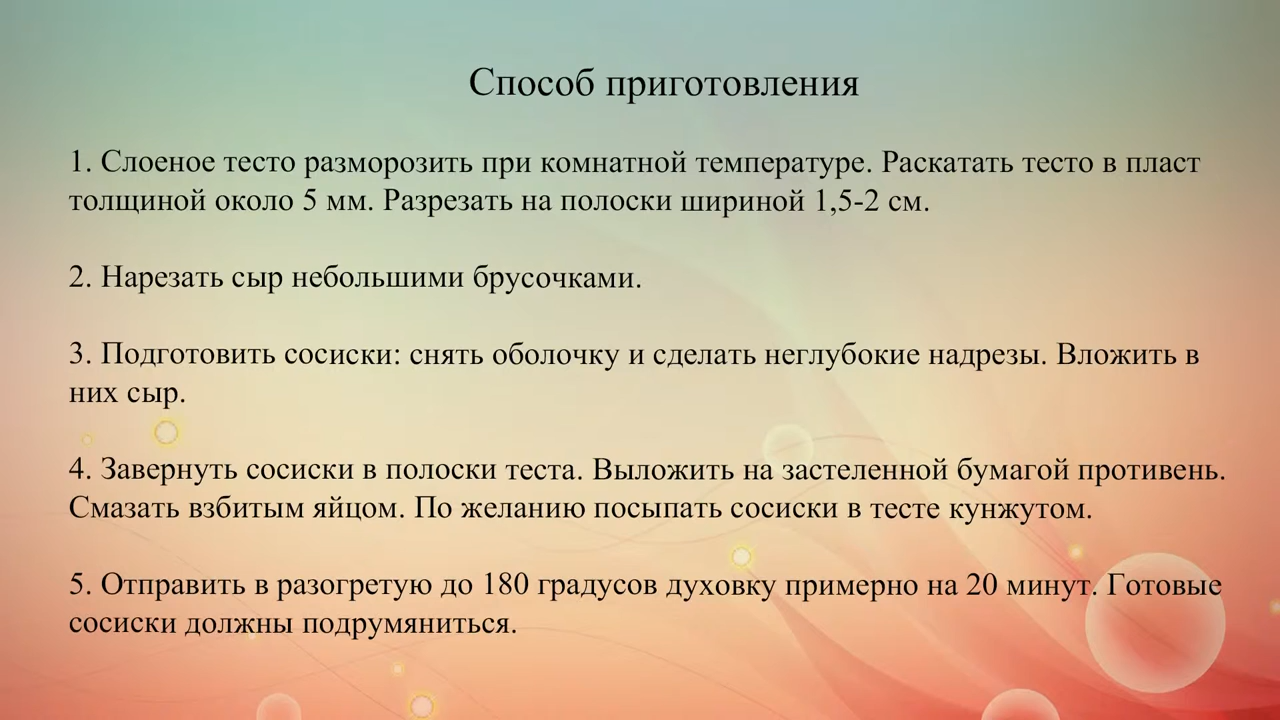 Способ приготовления
1. Слоеное тесто разморозить при комнатной температуре. Раскатать тесто в пласт
толщиной около 5 мм. Разрезать на полоски шириной 1,5-2 см.
2. Нарезать сыр небольшими брусочками.
3. Подготовить сосиски: снять оболочку и сделать неглубокие надрезы. Вложить в
них сыр.
4. Завернуть сосиски в полоски теста. Выложить на застеленной бумагой противень.
Смазать взбитым яйцом. По желанию посыпать сосиски в тесте кунжутом.
5. Отправить в разогретую до 180 градусов духовку примерно на 20 минут. Готовые
сосиски должны подрумяниться.